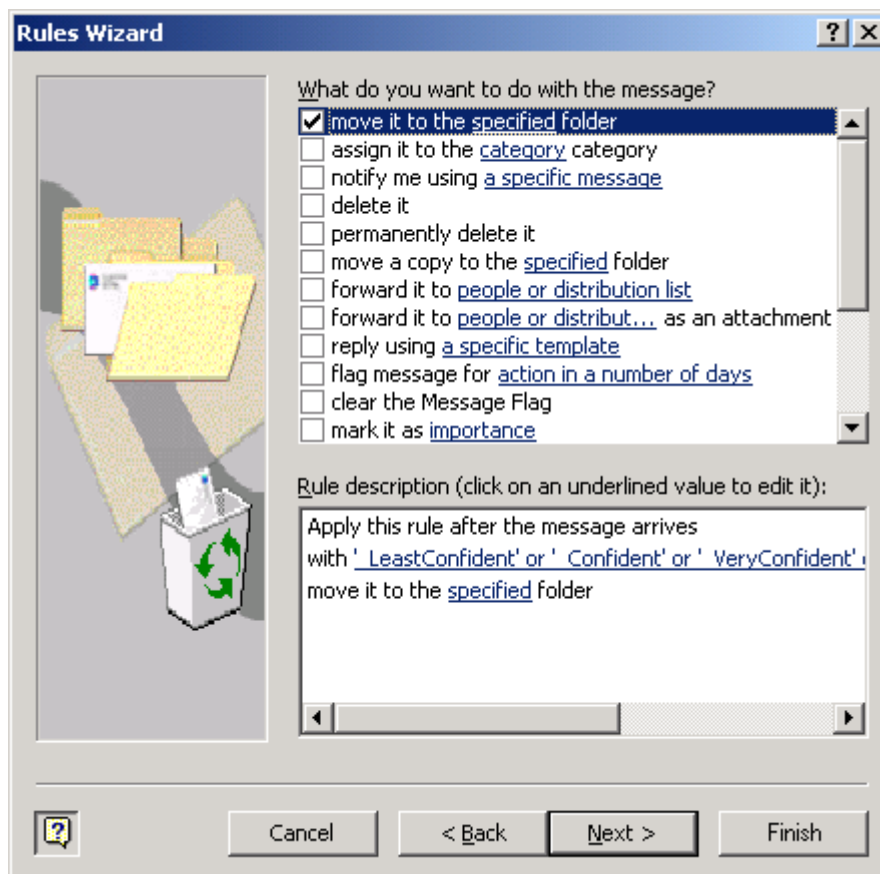 Rules Wizard
What do you want to do with the message?
move it to the specified folder
assign it to the category category
notify me using a specific message
delete it
permanently delete it
move a copy to the specified folder
forward it to people or distribution list
forward it to people or distribut... as an attachment
reply using a specific template
flag message for action in a number of days
clear the Message Flag
mark it as importance
Rule description (click on an underlined value to edit it):
Apply this rule after the message arrives
with '_LeastConfident' or '_Confident' or '_VeryConfident'
move it to the specified folder
Cancel
< Back
Next >
Finish